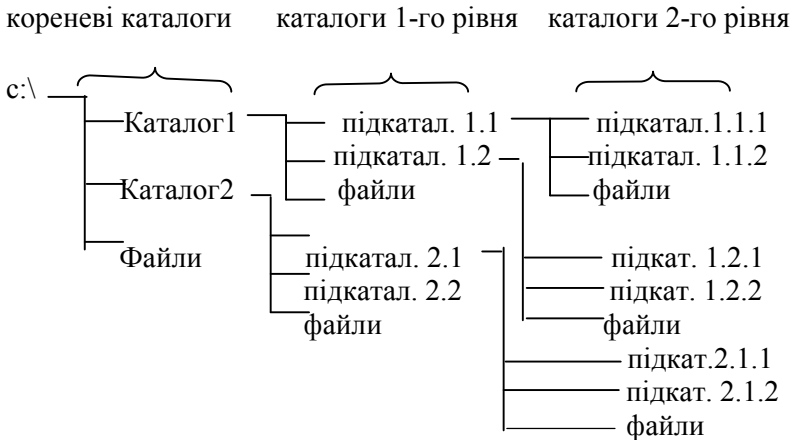 кореневі каталоги каталоги 1-го рівня каталоги 2-го рівня
c:\
Каталог1 підкатал. 1.1 підкатал.1.1.1
підкатал. 1.2 підкатал. 1.1.2
Каталог2 файли файли
Файли підкатал. 2.1 підкат. 1.2.1
підкатал. 2.2 підкат. 1.2.2
файли файли
підкат.2.1.1
підкат. 2.1.2
файли